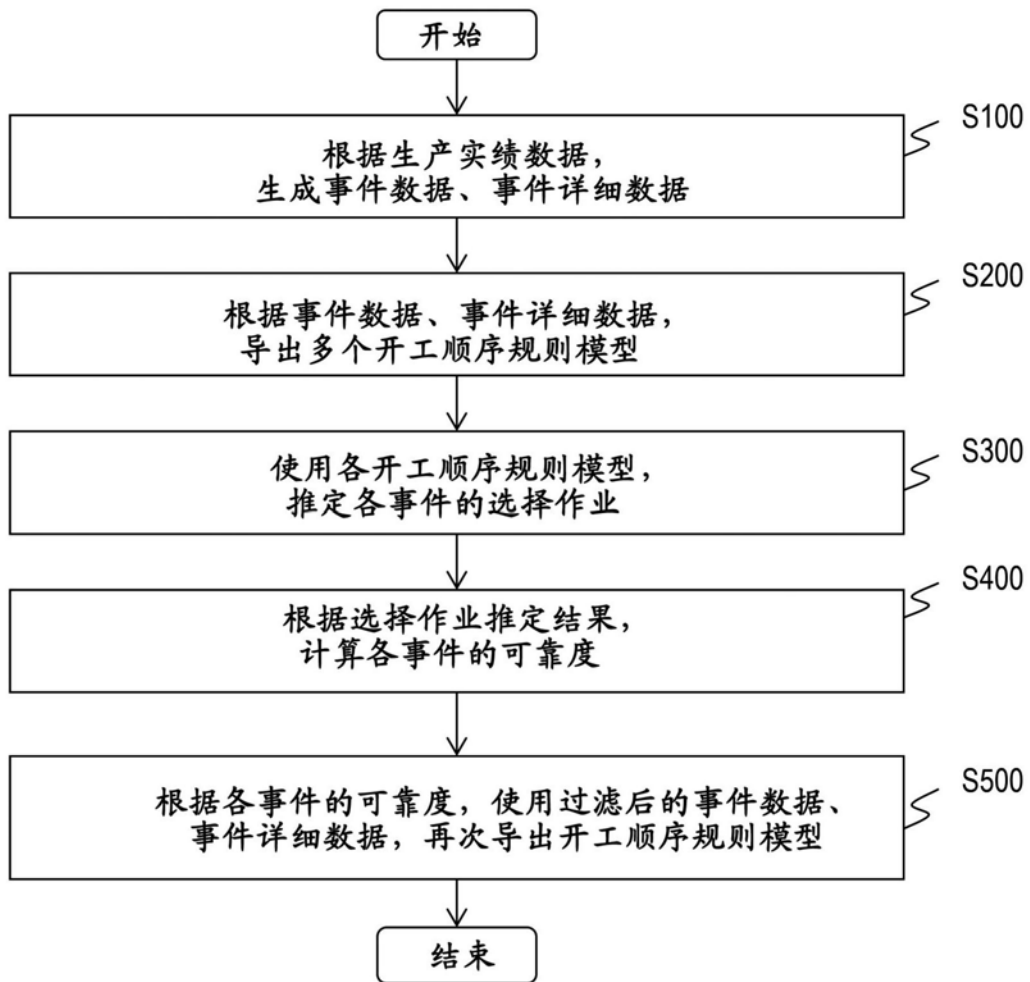 开始
S100
根据生产实绩数据，
生成事件数据、事件详细数据
S200
根据事件数据、事件详细数据，
导出多个开工顺序规则模型
S300
使用各开工顺序规则模型，
推定各事件的选择作业
S400
根据选择作业推定结果，
计算各事件的可靠度
S500
根据各事件的可靠度，使用过滤后的事件数据、
事件详细数据，再次导出开工顺序规则模型
结束